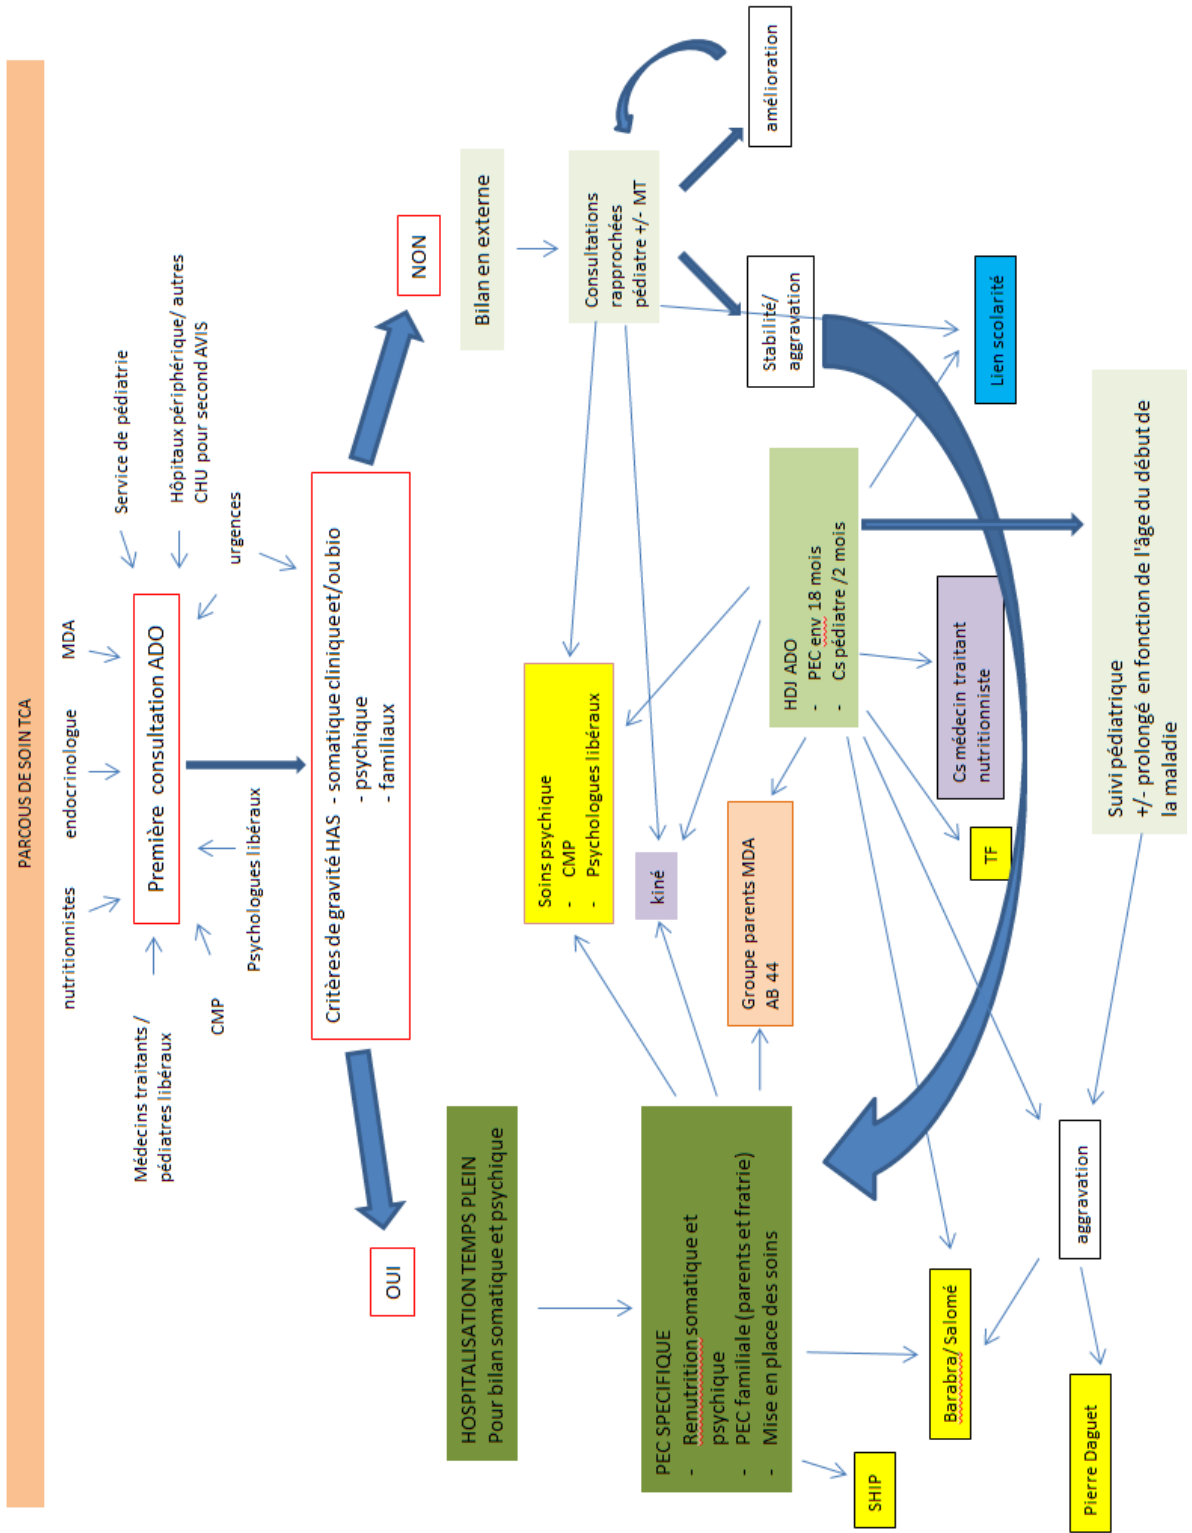 PARCOUS DE SOIN TCA
nutritionnistes
endocrinologue
MDA
Service de pédiatrie
Médecins traitants /
pédiatres libéraux
Première consultation ADO
Hôpitaux périphérique/ autres
CHU pour second AVIS
CMP
Psychologues libéraux
urgences
Critères de gravité HAS - somatique clinique et/ou bio
- psychique
- familiaux
OUI
NON
HOSPITALISATION TEMPS PLEIN
Pour bilan somatique et psychique
Bilan en externe
Soins psychique
- CMP
- Psychologues libéraux
Consultations
rapprochées
pédiatre +/- MT
kiné
PEC SPECIFIQUE
- Renutrition somatique et
psychique
- PEC familiale (parents et fratrie)
- Mise en place des soins
Groupe parents MDA
AB 44
HDJ ADO
- PEC env 18 mois
- Cs pédiatre /2 mois
Stabilité/
aggravation
amélioration
SHIP
Barabra/ Salomé
TF
Cs médecin traitant
nutritionniste
Lien scolarité
Pierre Daguet
aggravation
Suivi pédiatrique
+/- prolongé en fonction de l'âge du début de
la maladie